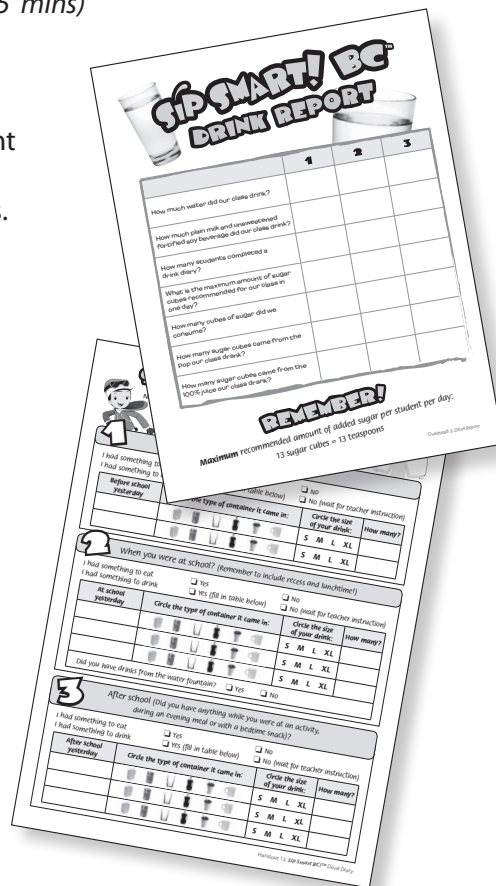 5 mins)
nt
s.
SIP SMART! BC™
DRINK REPORT
1 2 3
How much water did our class drink?
How much plain milk and unsweetened
fortified soy beverage did our class drink?
How many students completed a
drink diary?
What is the maximum amount of sugar
cubes recommended for our class in
one day?
How many cubes of sugar did we
consume?
How many sugar cubes came from the
pop our class drank?
How many sugar cubes came from the
100% juice our class drank?
REMEMBER!
Maximum recommended amount of added sugar per student per day:
13 sugar cubes = 13 teaspoons
1
I had something to
I had something to
table below)
No
No (wait for teacher instruction)
Before school
yesterday
the type of container it came in:
Circle the size
of your drink:
How many?
S M L XL
S M L XL
2
When you were at school? (Remember to include recess and lunchtime!)
I had something to eat Yes No
I had something to drink Yes (fill in table below) No (wait for teacher instruction)
At school
yesterday
Circle the type of container it came in:
Circle the size
of your drink:
How many?
S M L XL
S M L XL
S M L XL
Did you have drinks from the water fountain? Yes No
3
After school (Did you have anything while you were at an activity,
during an evening meal or with a bedtime snack)?
I had something to eat Yes No
I had something to drink Yes (fill in table below) No (wait for teacher instruction)
After school
yesterday
Circle the type of container it came in:
Circle the size
of your drink:
How many?
S M L XL
S M L XL
S M L XL
Handout 13: Sip Smart BC!™ Drink Diary